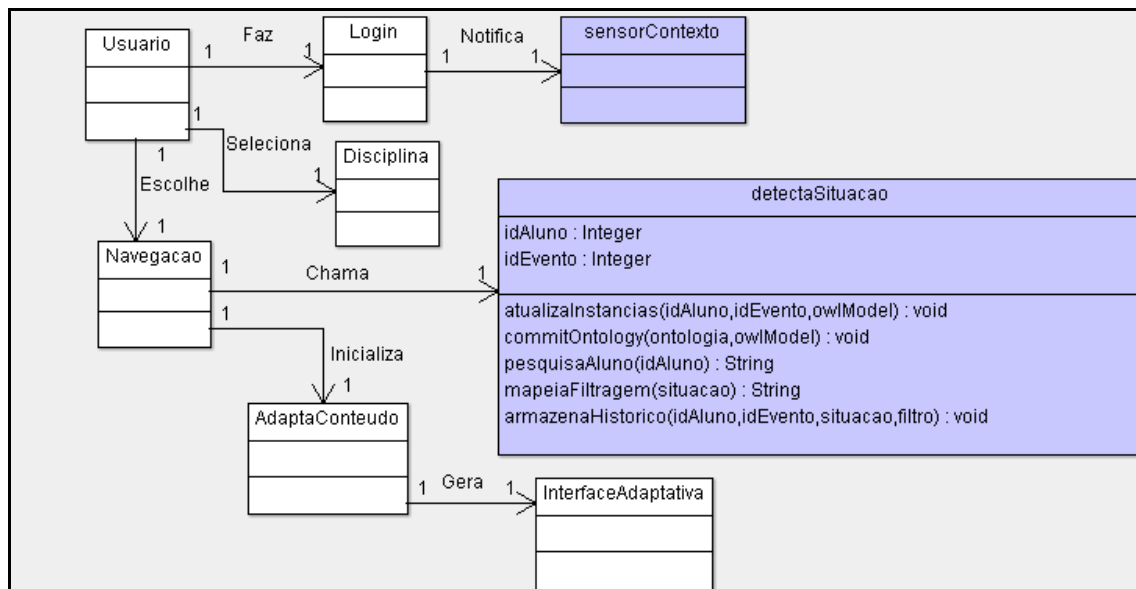 Usuario
1
Faz
1
Login
1
Notifica
1
sensorContexto
1
Seleciona
1
Disciplina
1
Escolhe
1
Navegacao
1
Chama
1
detectaSituacao
idAluno : Integer
idEvento : Integer
atualizaInstancias(idAluno,idEvento,owlModel) : void
commitOntology(ontologia,owlModel) : void
pesquisaAluno(idAluno) : String
mapeiaFiltragem(situacao) : String
armazenaHistorico(idAluno,idEvento,situacao,filtro) : void
1
Inicializa
1
AdaptaConteudo
1
Gera
1
InterfaceAdaptativa